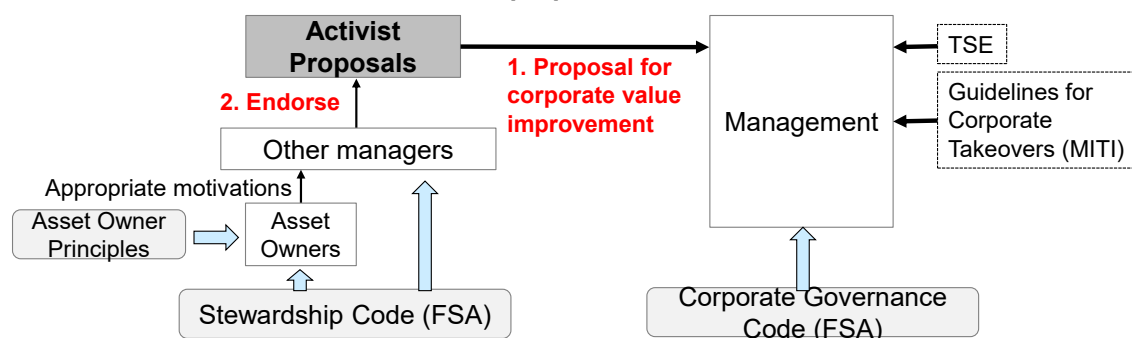 Activist
Proposals
1. Proposal for
corporate value
improvement
2. Endorse
Other managers
Appropriate motivations
Asset Owner
Principles
Asset
Owners
Stewardship Code (FSA)
Management
TSE
Guidelines for
Corporate
Takeovers (MITI)
Corporate Governance
Code (FSA)